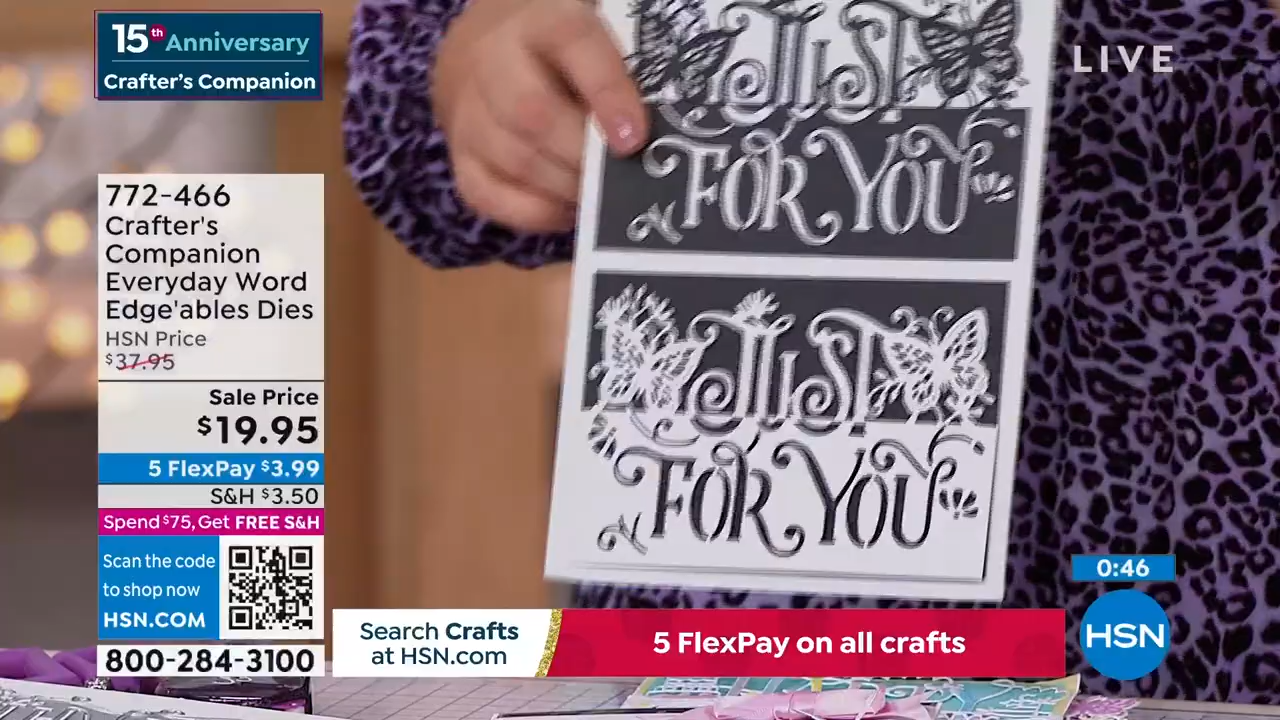 15th Anniversary
Crafter's Companion
LIVE
772-466
Crafter's
Companion
Everyday Word
Edge'ables Dies
HSN Price
$37.95
Sale Price
$19.95
5 FlexPay $3.99
S&H $3.50
Spend $75, Get FREE S&H
Scan the code
to shop now
HSN.COM
800-284-3100
JUST
FOR YOU
JUST
FOR YOU
Search Crafts
at HSN.com
5 FlexPay on all crafts
0:46
HSN